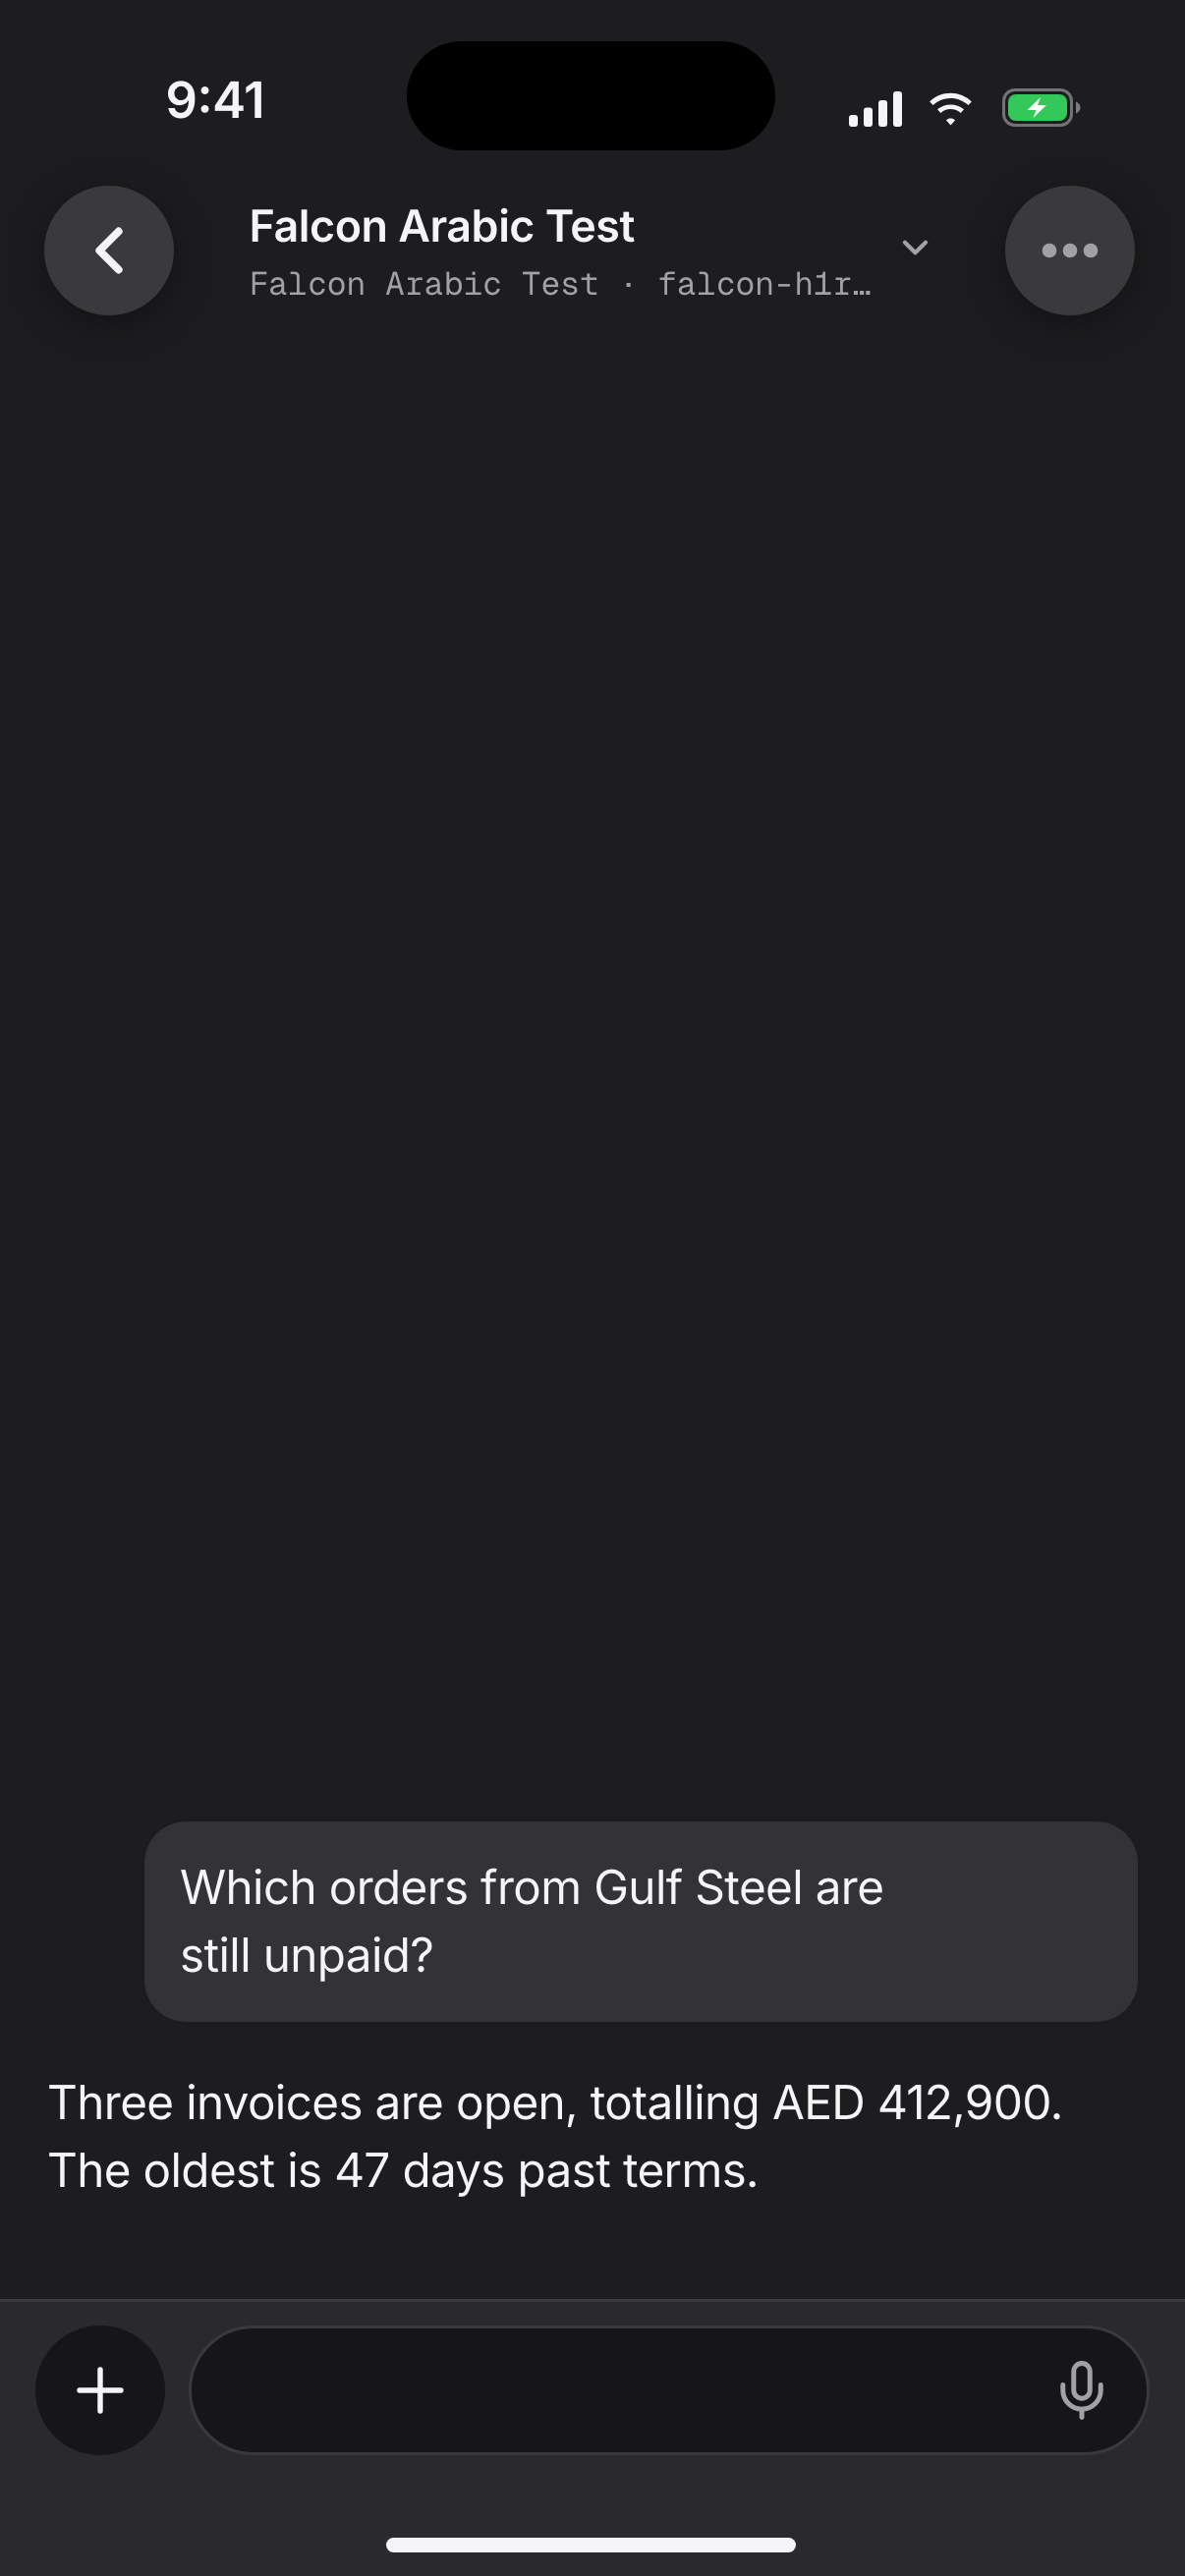 9:41
Falcon Arabic Test
Falcon Arabic Test · falcon-h1r…
Which orders from Gulf Steel are
still unpaid?
Three invoices are open, totalling AED 412,900.
The oldest is 47 days past terms.